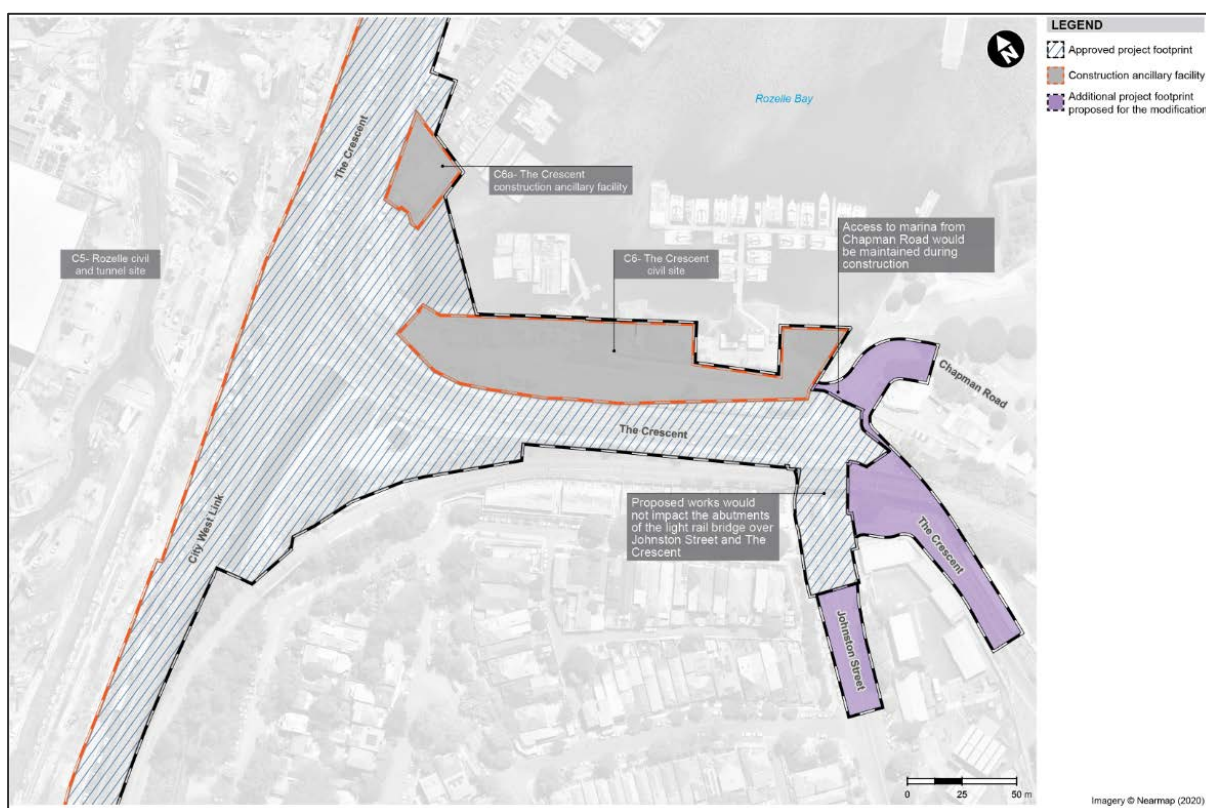 LEGEND
Approved project footprint
Construction ancillary facility
Additional project footprint
proposed for the modification
N
Rozelle Bay
The Crescent
C6a- The Crescent
construction ancillary facility
C5- Rozelle civil
and tunnel site
C6- The Crescent
civil site
Access to marina from
Chapman Road would
be maintained during
construction
Chapman Road
The Crescent
Proposed works would
not impact the abutments
of the light rail bridge over
Johnston Street and The
Crescent
City West Link
The Crescent
Johnston Street
0 25 50 m
Imagery © Nearmap (2020)